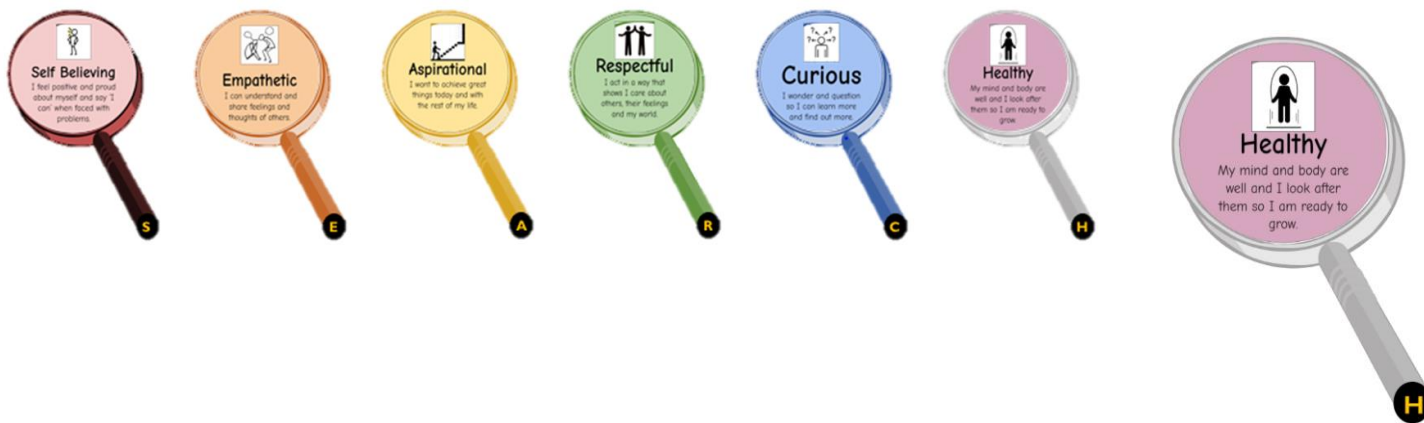 Self Believing
I feel positive and proud
about myself and say 'I
can' when faced with
problems.
S
Empathetic
I can understand and
share feelings and
thoughts of others.
E
Aspirational
I want to achieve great
things today and with
the rest of my life.
A
Respectful
I act in a way that
shows I care about
others, their feelings
and my world.
R
Curious
I wonder and question
so I can learn more
and find out more.
C
Healthy
My mind and body are
well and I look after
them so I am ready to
grow.
H
Healthy
My mind and body are
well and I look after
them so I am ready to
grow.
H